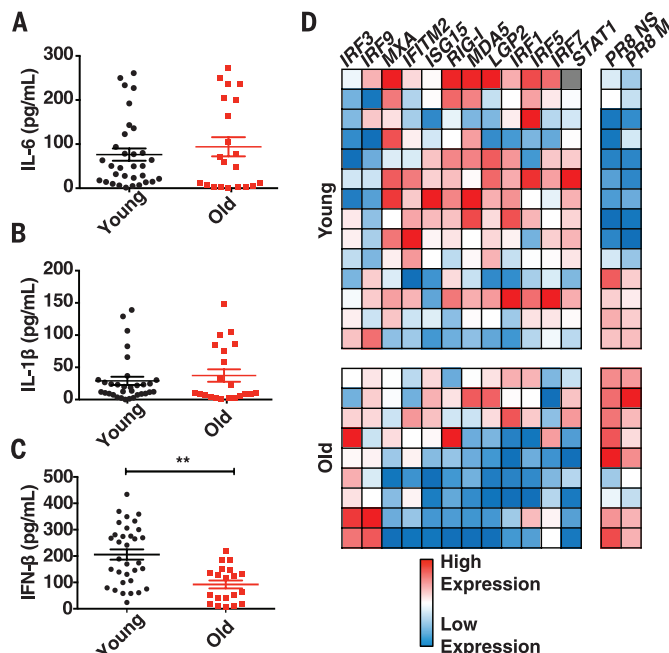 A
IL-6 (pg/mL)
300
200
100
0
Young
Old
B
IL-1β (pg/mL)
200
150
100
50
0
Young
Old
C
IFN-β (pg/mL)
**
500
400
300
200
100
0
Young
Old
D
IRF3
IRF9
MXA
IFITM2
ISG15
RIG-I
MDA5
LGP2
IRF1
IRF5
IRF7
STAT1
PR8 NS
PR8 M
Young
Old
High
Expression
Low
Expression